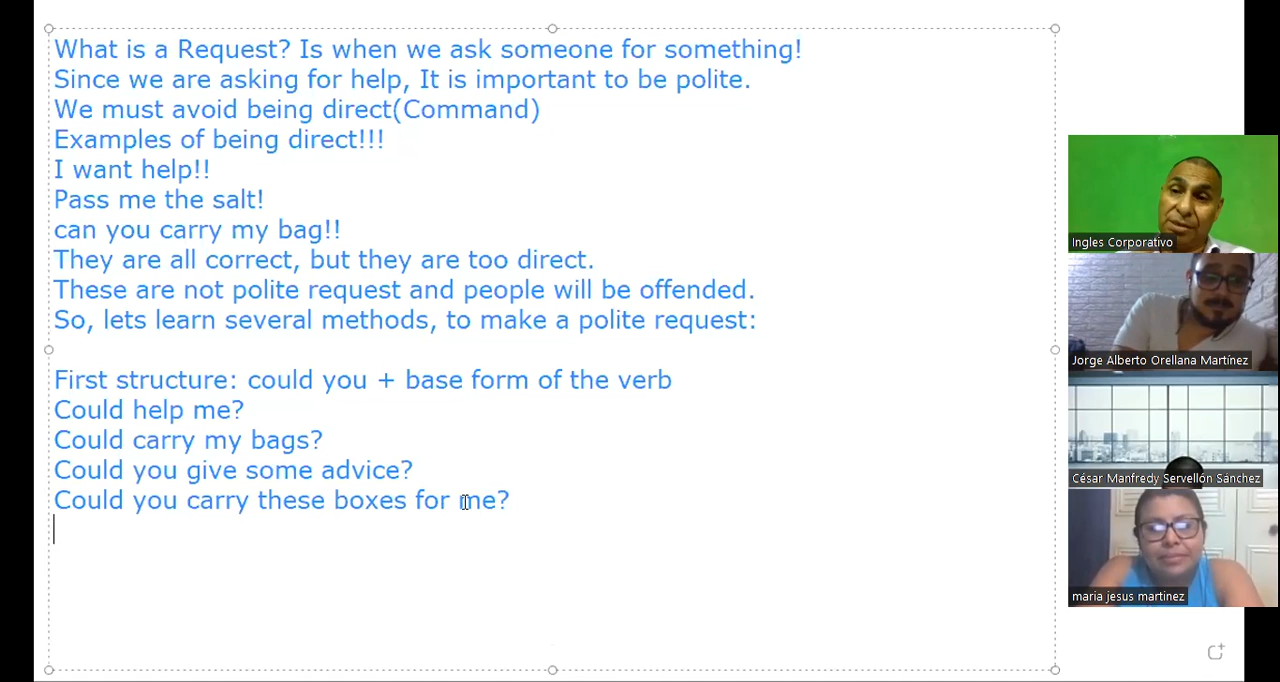 What is a Request? Is when we ask someone for something!
Since we are asking for help, It is important to be polite.
We must avoid being direct(Command)
Examples of being direct!!!
I want help!!
Pass me the salt!
can you carry my bag!!
They are all correct, but they are too direct.
These are not polite request and people will be offended.
So, lets learn several methods, to make a polite request:
First structure: could you + base form of the verb
Could help me?
Could carry my bags?
Could you give some advice?
Could you carry these boxes for me?
Ingles Corporativo
Jorge Alberto Orellana Martínez
César Manfredy Servellón Sánchez
maria jesus martinez